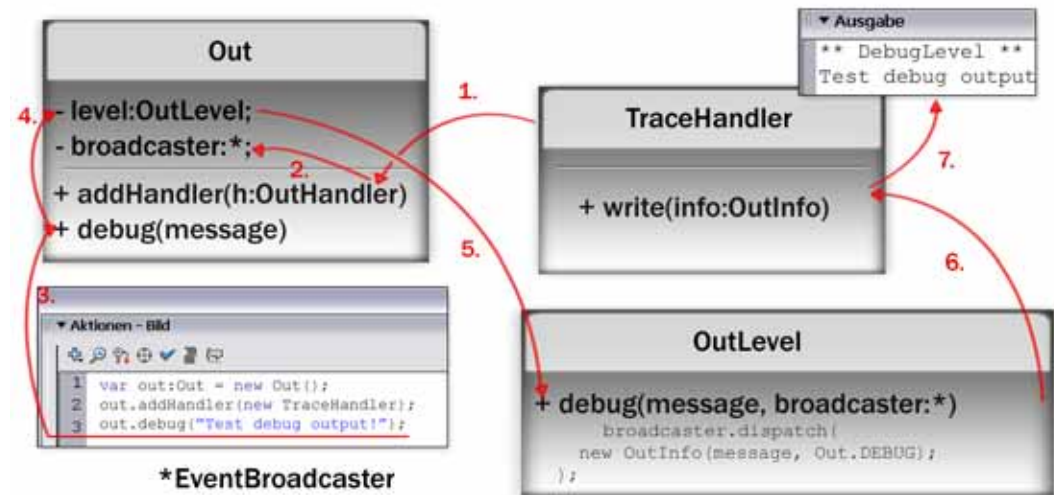 Out
- level:OutLevel;
- broadcaster:*;
+ addHandler(h:OutHandler)
+ debug(message)
1.
2.
3.
4.
5.
6.
7.
TraceHandler
+ write(info:OutInfo)
Ausgabe
** DebugLevel **
Test debug output
Aktionen - Bild
1 var out:Out = new Out();
2 out.addHandler(new TraceHandler);
3 out.debug("Test debug output!");
*EventBroadcaster
OutLevel
+ debug(message, broadcaster:*)
broadcaster.dispatch(
new OutInfo(message, Out.DEBUG);
);